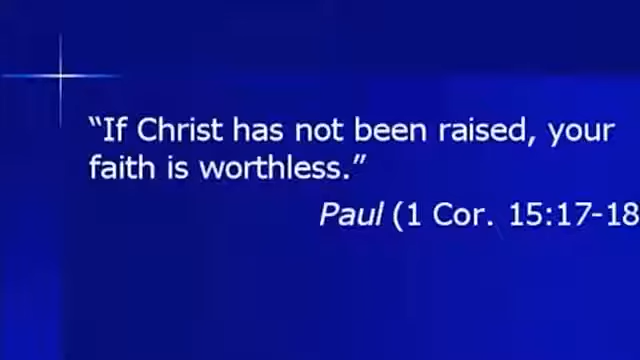 “If Christ has not been raised, your
faith is worthless.”
Paul (1 Cor. 15:17-18